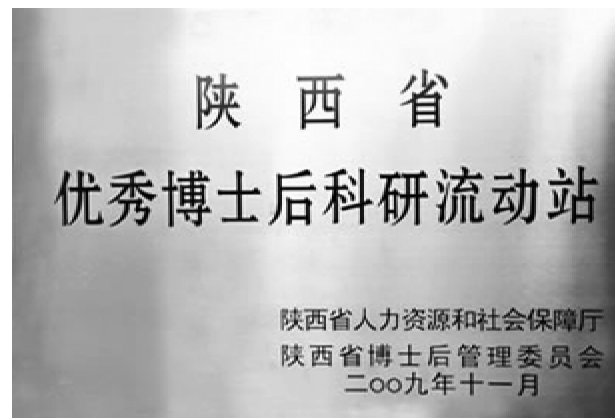 陕西省
优秀博士后科研流动站
陕西省人力资源和社会保障厅
陕西省博士后管理委员会
二〇〇九年十一月